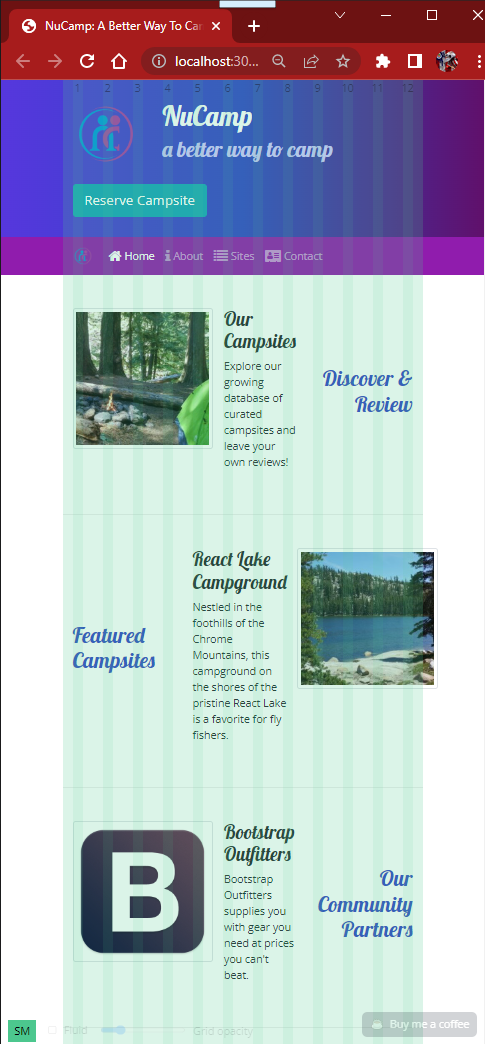 NuCamp: A Better Way To Car
localhost:30...
1 2 3 4 5 6 7 8 9 10 11 12
NuCamp
a better way to camp
Reserve Campsite
Home About Sites Contact
Our
Campsites
Explore our
growing
database of
curated
campsites and
leave your
own reviews!
Discover &
Review
React Lake
Campground
Nestled in the
foothills of the
Chrome
Mountains, this
campground on
the shores of the
pristine React Lake
is a favorite for fly
fishers.
Featured
Campsites
B
Bootstrap
Outfitters
Bootstrap
Outfitters
supplies you
with gear you
need at prices
you can't
beat.
Our
Community
Partners
Buy me a coffee
SM Fluid Grid opacity